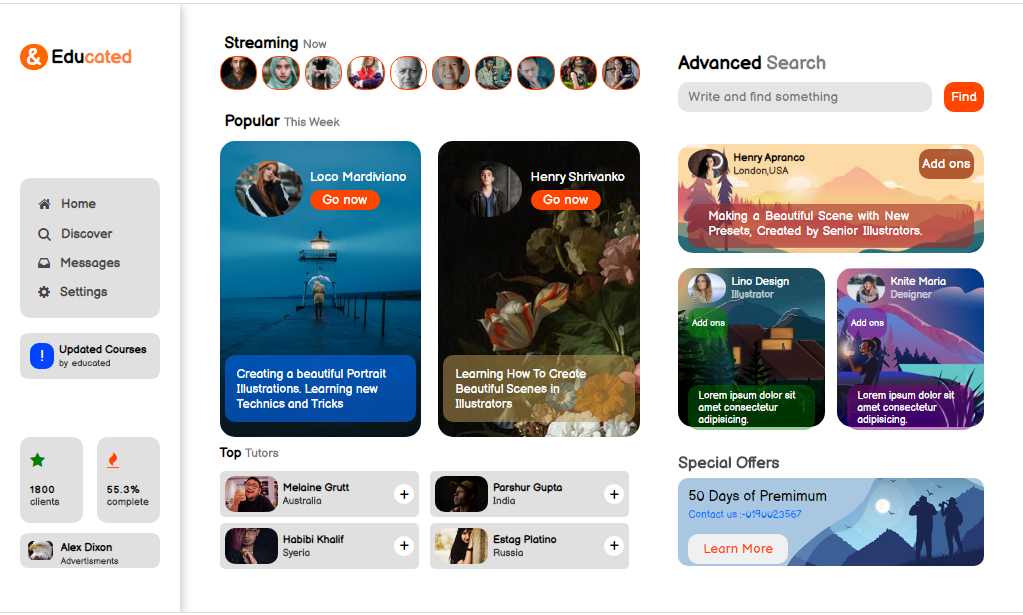 & Educated
Home
Discover
Messages
Settings
!
Updated Courses
by educated
1800
clients
55.3%
complete
Alex Dixon
Advertisments
Streaming Now
Popular This Week
Loco Mardiviano
Go now
Creating a beautiful Portrait
Illustrations. Learning new
Technics and Tricks
Henry Shrivanko
Go now
Learning How To Create
Beautiful Scenes in
Illustrators
Top Tutors
Melaine Grutt
Australia
+
Parshur Gupta
India
+
Habibi Khalif
Syeria
+
Estag Platino
Russia
+
Advanced Search
Write and find something
Find
Henry Apranco
London,USA
Add ons
Making a Beautiful Scene with New
Presets, Created by Senior Illustrators.
Lino Design
Illustrator
Add ons
Lorem ipsum dolor sit
amet consectetur
adipisicing.
Knite Maria
Designer
Add ons
Lorem ipsum dolor sit
amet consectetur
adipisicing.
Special Offers
50 Days of Premimum
Contact us :-0190023567
Learn More